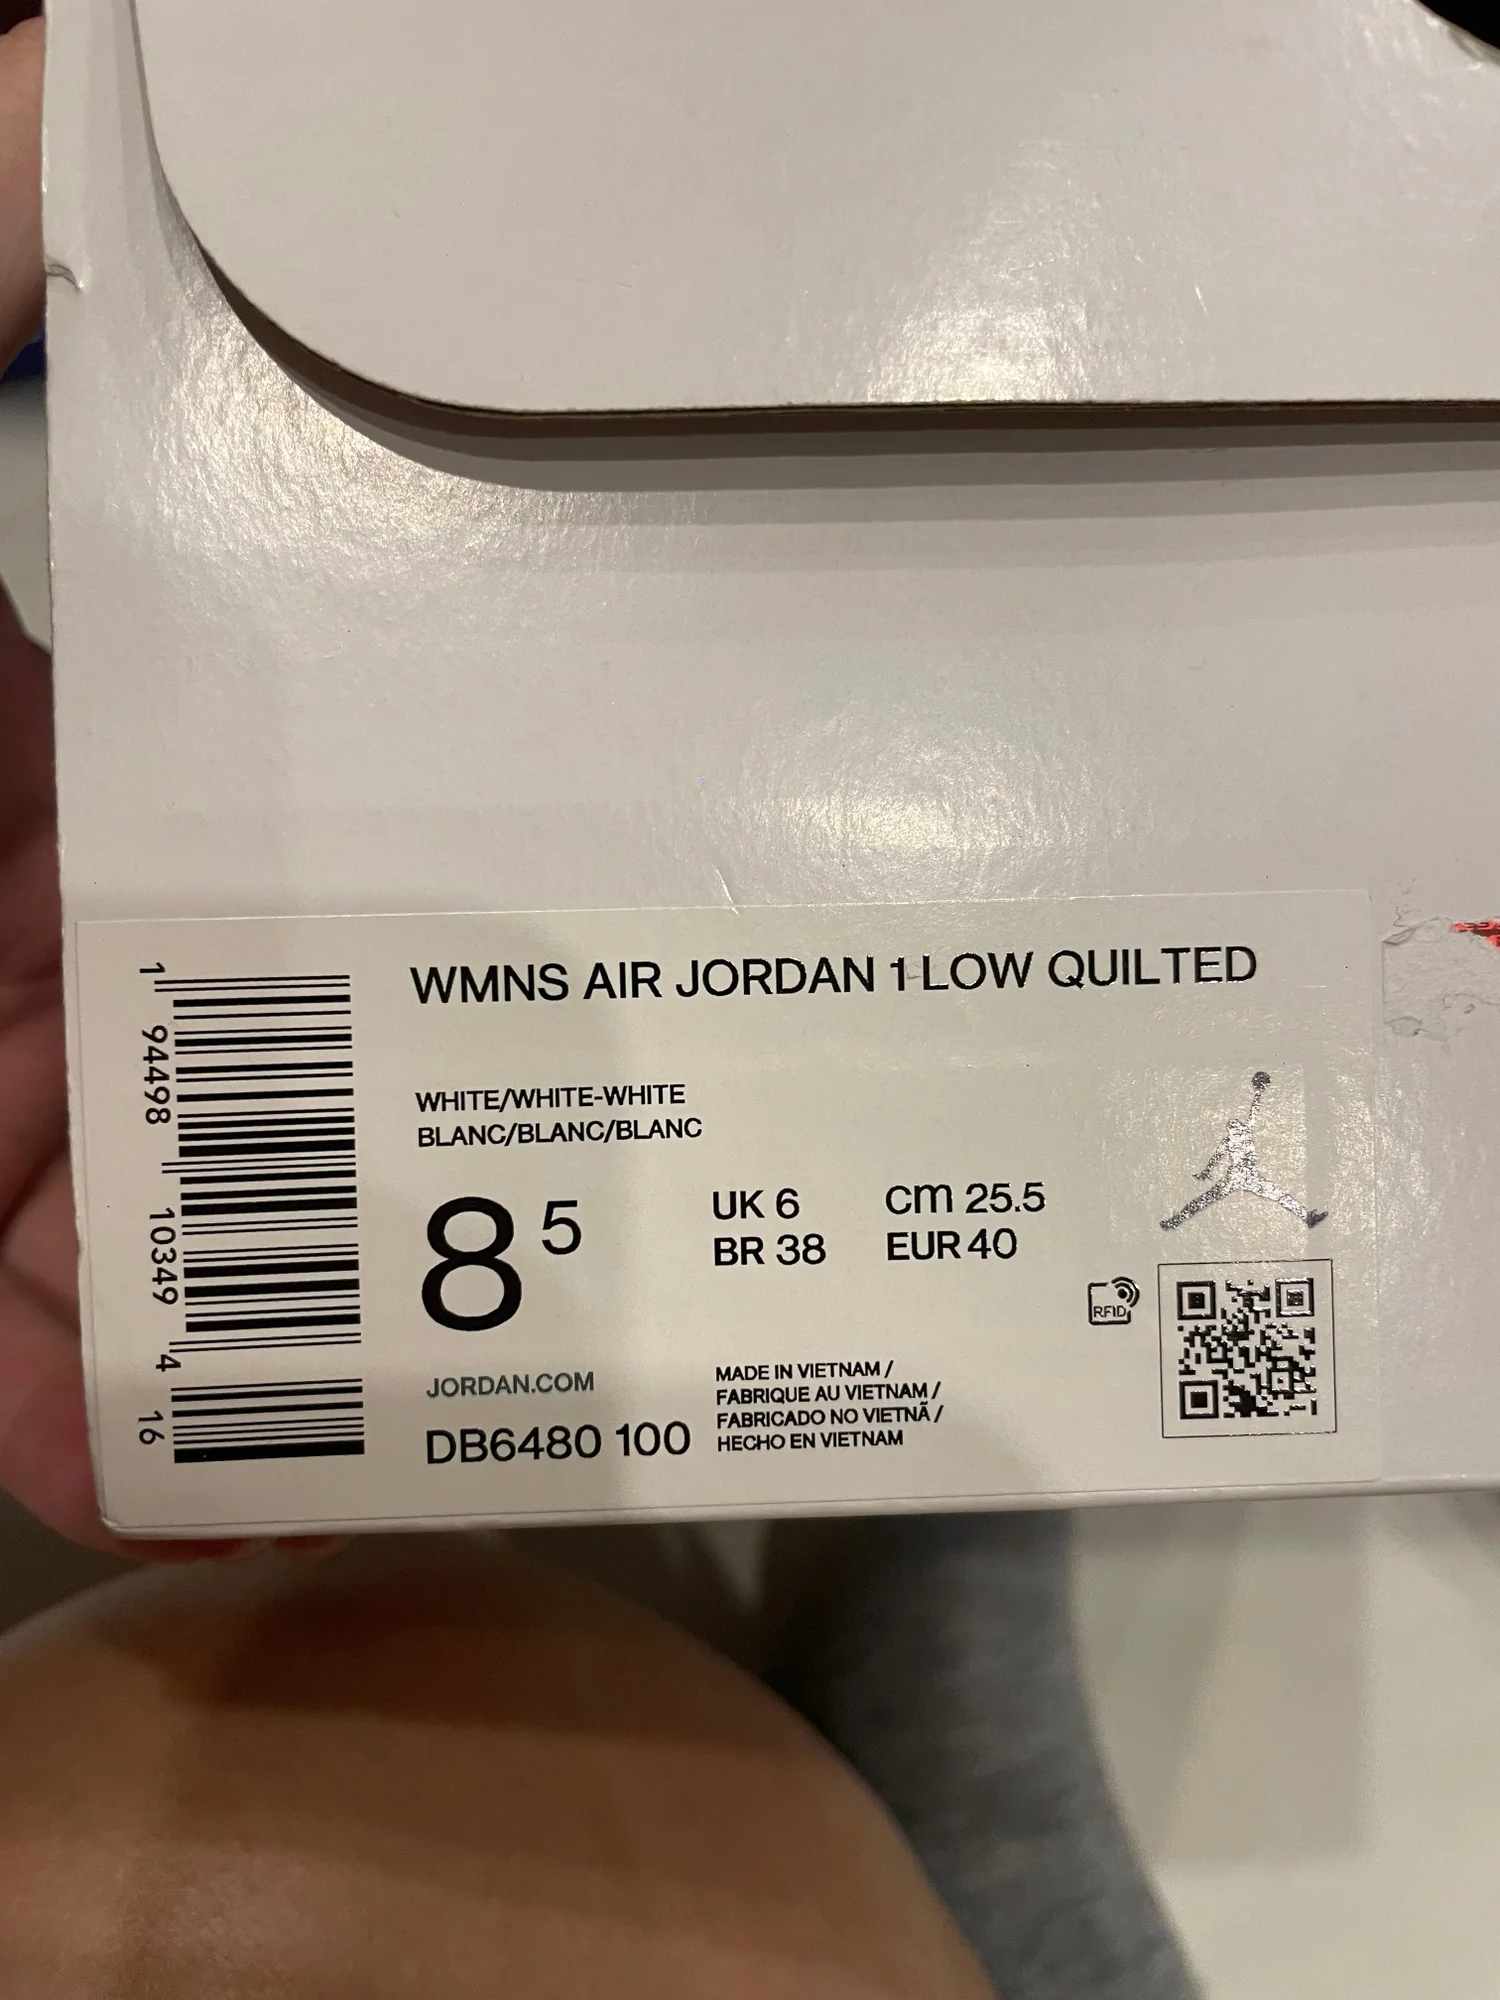 WMNS AIR JORDAN 1 LOW QUILTED
WHITE/WHITE-WHITE
BLANC/BLANC/BLANC
8 5
UK 6
BR 38
cm 25.5
EUR 40
RFID
JORDAN.COM
DB6480 100
MADE IN VIETNAM /
FABRIQUE AU VIETNAM /
FABRICADO NO VIETNÃ /
HECHO EN VIETNAM
1 94498 10349 4 16